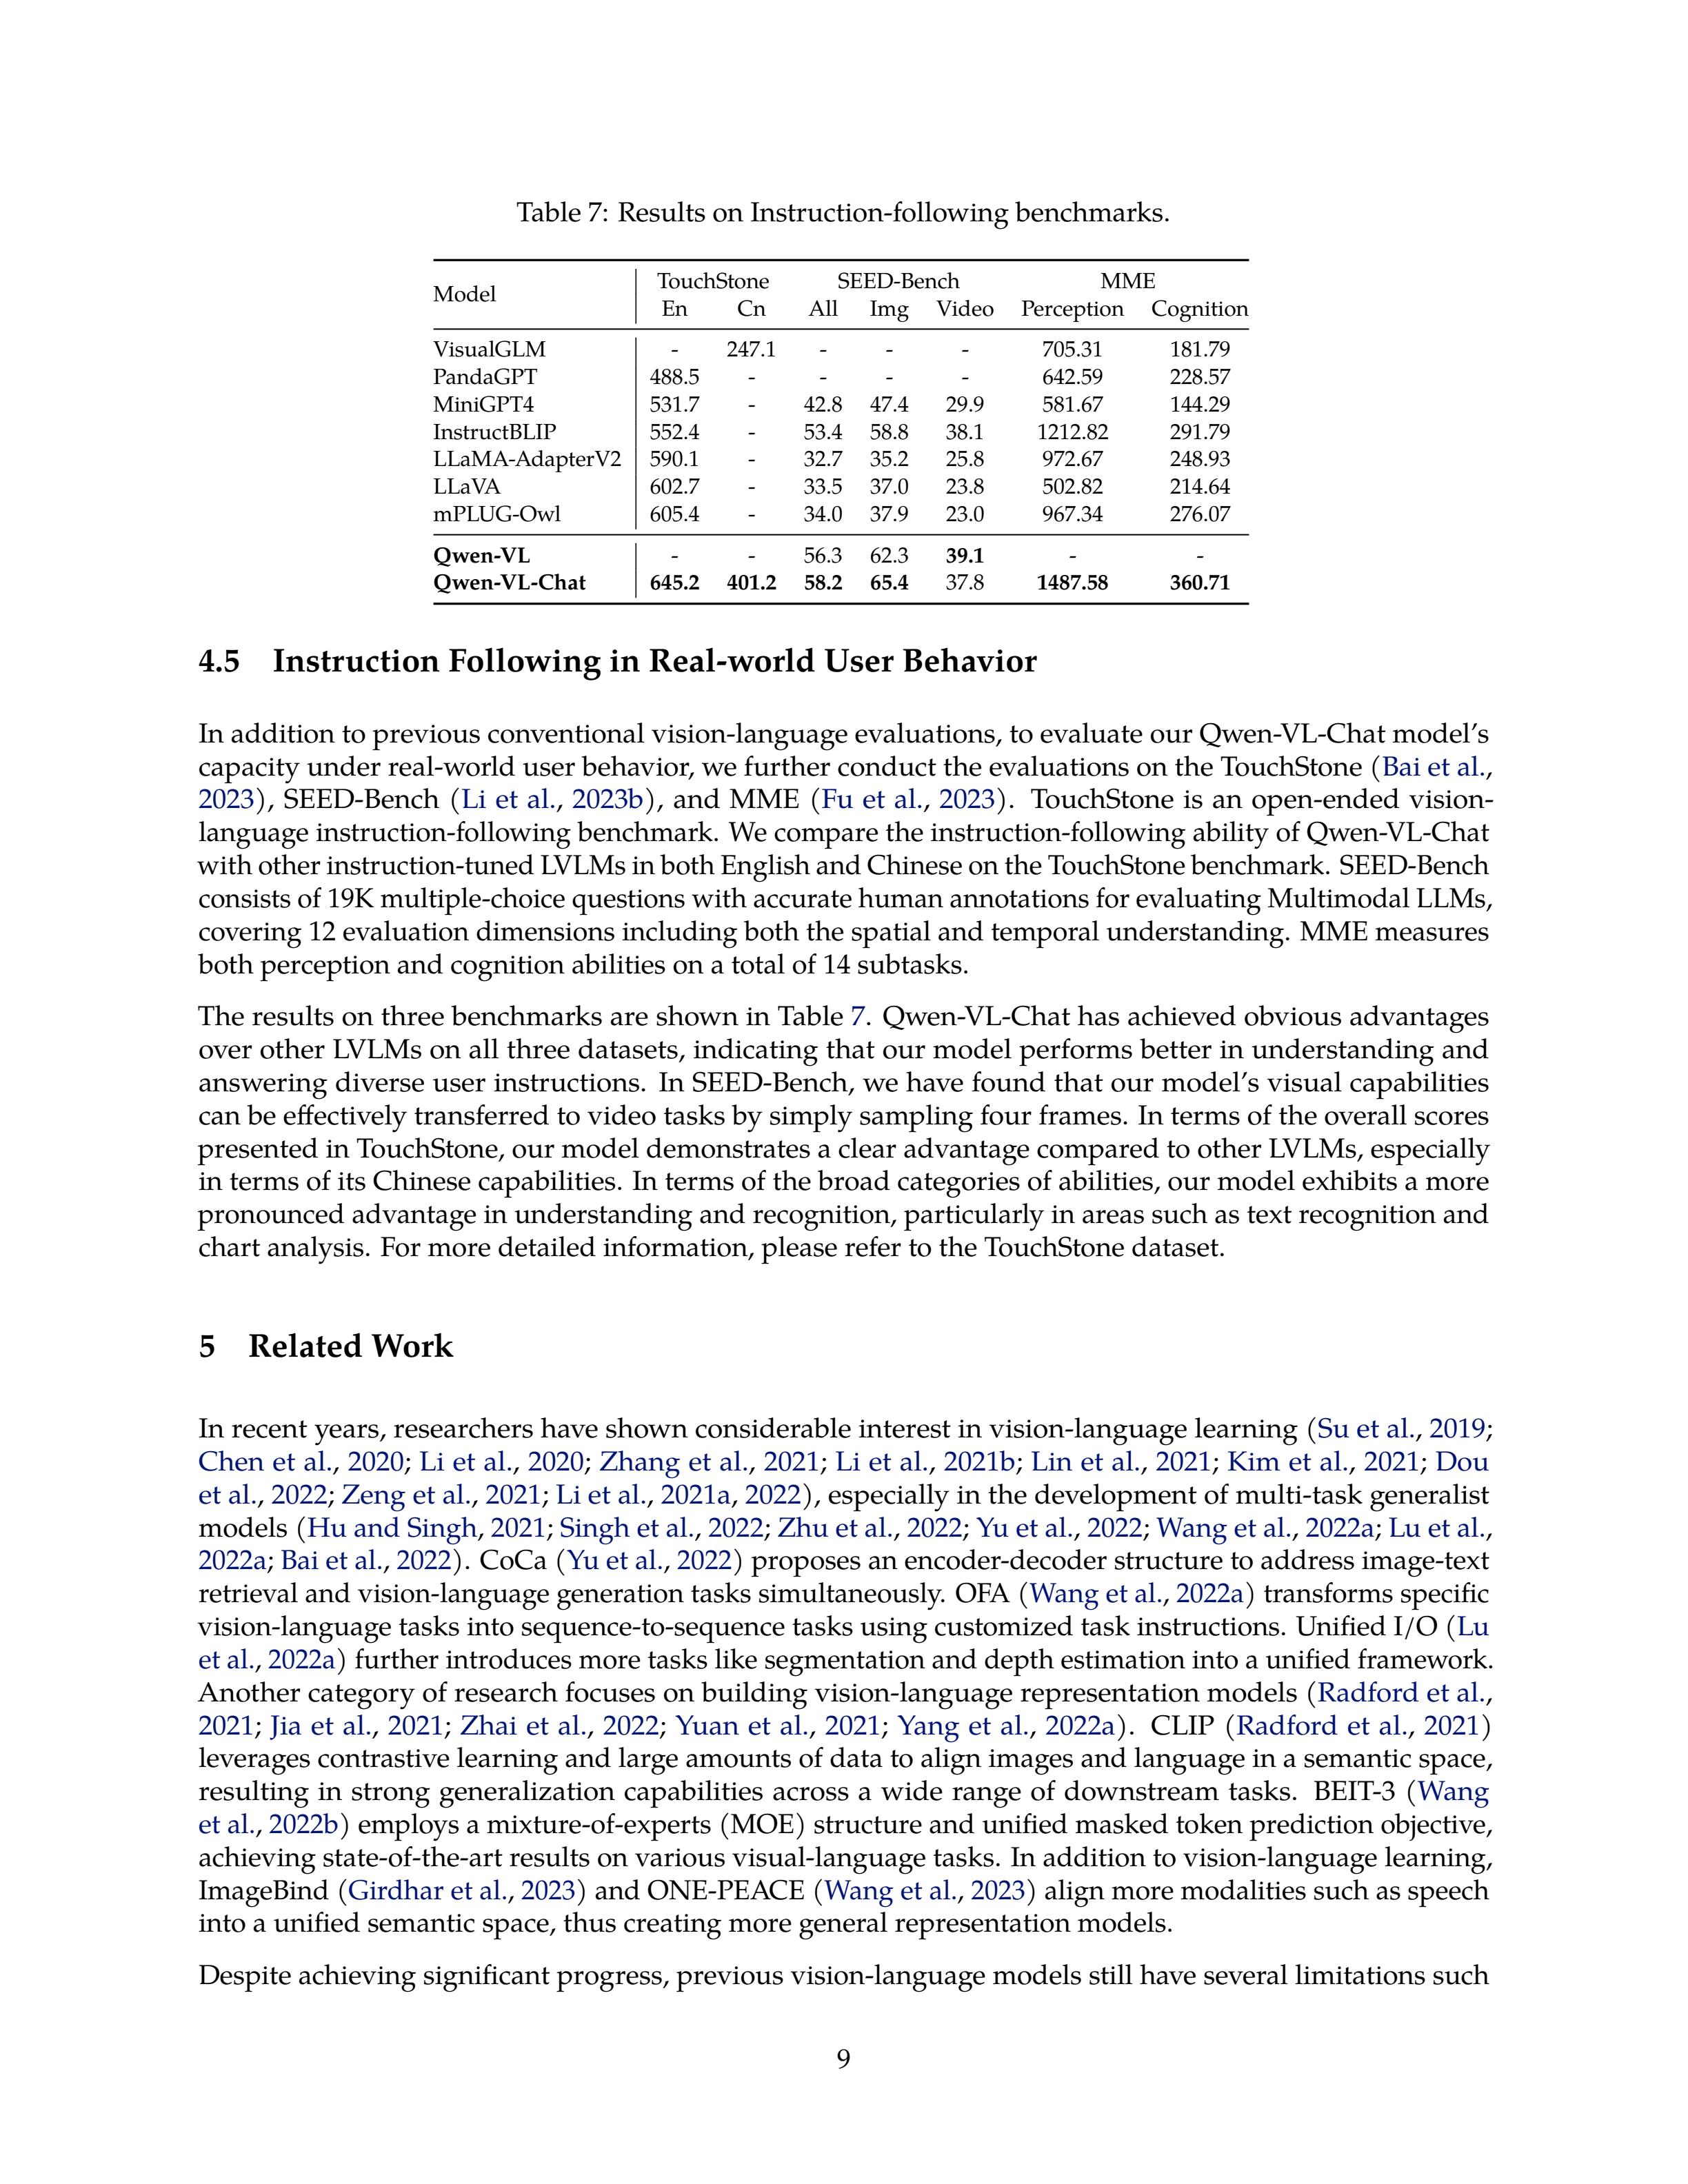 Table 7: Results on Instruction-following benchmarks.
Model TouchStone SEED-Bench MME
En Cn All Img Video Perception Cognition
VisualGLM - 247.1 - - - 705.31 181.79
PandaGPT 488.5 - - - - 642.59 228.57
MiniGPT4 531.7 - 42.8 47.4 29.9 581.67 144.29
InstructBLIP 552.4 - 53.4 58.8 38.1 1212.82 291.79
LLaMA-AdapterV2 590.1 - 32.7 35.2 25.8 972.67 248.93
LLaVA 602.7 - 33.5 37.0 23.8 502.82 214.64
mPLUG-Owl 605.4 - 34.0 37.9 23.0 967.34 276.07
Qwen-VL - - 56.3 62.3 39.1 - -
Qwen-VL-Chat 645.2 401.2 58.2 65.4 37.8 1487.58 360.71
4.5 Instruction Following in Real-world User Behavior
In addition to previous conventional vision-language evaluations, to evaluate our Qwen-VL-Chat model's
capacity under real-world user behavior, we further conduct the evaluations on the TouchStone (Bai et al.,
2023), SEED-Bench (Li et al., 2023b), and MME (Fu et al., 2023). TouchStone is an open-ended vision-
language instruction-following benchmark. We compare the instruction-following ability of Qwen-VL-Chat
with other instruction-tuned LVLMs in both English and Chinese on the TouchStone benchmark. SEED-Bench
consists of 19K multiple-choice questions with accurate human annotations for evaluating Multimodal LLMs,
covering 12 evaluation dimensions including both the spatial and temporal understanding. MME measures
both perception and cognition abilities on a total of 14 subtasks.
The results on three benchmarks are shown in Table 7. Qwen-VL-Chat has achieved obvious advantages
over other LVLMs on all three datasets, indicating that our model performs better in understanding and
answering diverse user instructions. In SEED-Bench, we have found that our model's visual capabilities
can be effectively transferred to video tasks by simply sampling four frames. In terms of the overall scores
presented in TouchStone, our model demonstrates a clear advantage compared to other LVLMs, especially
in terms of its Chinese capabilities. In terms of the broad categories of abilities, our model exhibits a more
pronounced advantage in understanding and recognition, particularly in areas such as text recognition and
chart analysis. For more detailed information, please refer to the TouchStone dataset.
5 Related Work
In recent years, researchers have shown considerable interest in vision-language learning (Su et al., 2019;
Chen et al., 2020; Li et al., 2020; Zhang et al., 2021; Li et al., 2021b; Lin et al., 2021; Kim et al., 2021; Dou
et al., 2022; Zeng et al., 2021; Li et al., 2021a, 2022), especially in the development of multi-task generalist
models (Hu and Singh, 2021; Singh et al., 2022; Zhu et al., 2022; Yu et al., 2022; Wang et al., 2022a; Lu et al.,
2022a; Bai et al., 2022). CoCa (Yu et al., 2022) proposes an encoder-decoder structure to address image-text
retrieval and vision-language generation tasks simultaneously. OFA (Wang et al., 2022a) transforms specific
vision-language tasks into sequence-to-sequence tasks using customized task instructions. Unified I/O (Lu
et al., 2022a) further introduces more tasks like segmentation and depth estimation into a unified framework.
Another category of research focuses on building vision-language representation models (Radford et al.,
2021; Jia et al., 2021; Zhai et al., 2022; Yuan et al., 2021; Yang et al., 2022a). CLIP (Radford et al., 2021)
leverages contrastive learning and large amounts of data to align images and language in a semantic space,
resulting in strong generalization capabilities across a wide range of downstream tasks. BEIT-3 (Wang
et al., 2022b) employs a mixture-of-experts (MOE) structure and unified masked token prediction objective,
achieving state-of-the-art results on various visual-language tasks. In addition to vision-language learning,
ImageBind (Girdhar et al., 2023) and ONE-PEACE (Wang et al., 2023) align more modalities such as speech
into a unified semantic space, thus creating more general representation models.
Despite achieving significant progress, previous vision-language models still have several limitations such
9